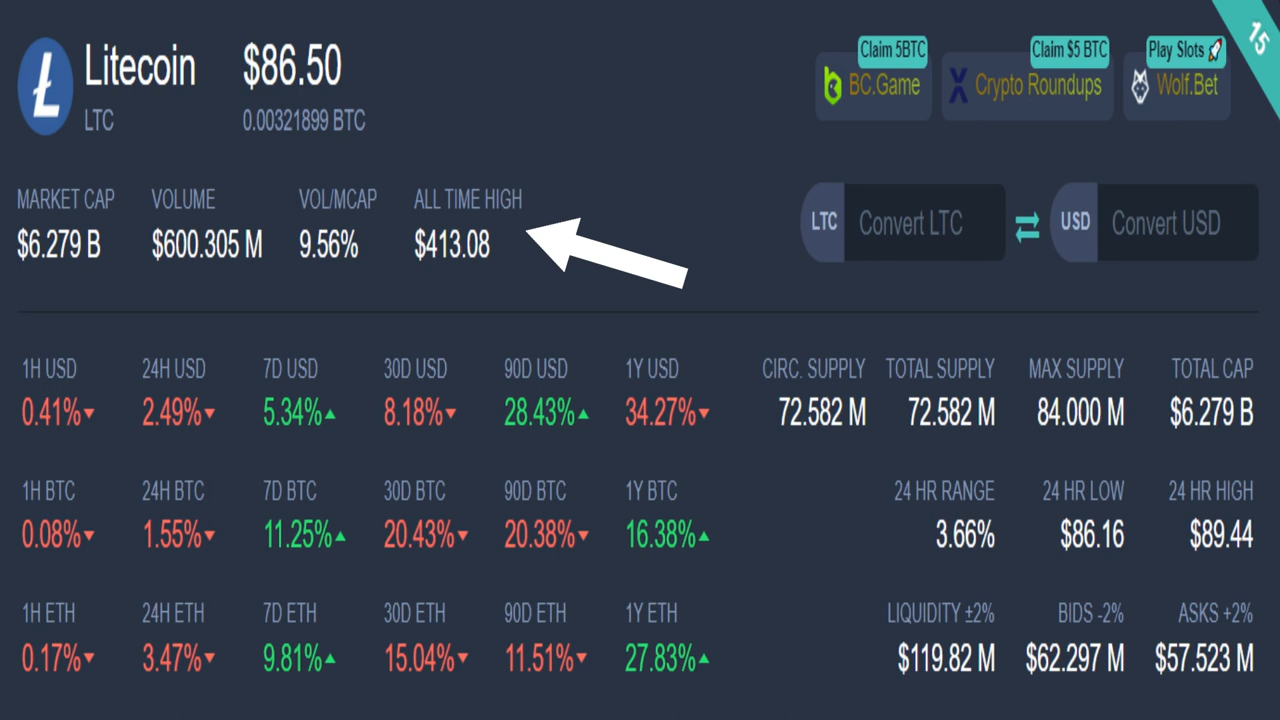 Litecoin $86.50
LTC 0.00321899 BTC
Claim 5BTC Claim $5 BTC Play Slots 🚀
BC.Game Crypto Roundups Wolf.Bet
15
MARKET CAP VOLUME VOL/MCAP ALL TIME HIGH
$6.279 B $600.305 M 9.56% $413.08
LTC Convert LTC USD Convert USD
1H USD 24H USD 7D USD 30D USD 90D USD 1Y USD CIRC. SUPPLY TOTAL SUPPLY MAX SUPPLY TOTAL CAP
0.41% 2.49% 5.34% 8.18% 28.43% 34.27% 72.582 M 72.582 M 84.000 M $6.279 B
1H BTC 24H BTC 7D BTC 30D BTC 90D BTC 1Y BTC 24 HR RANGE 24 HR LOW 24 HR HIGH
0.08% 1.55% 11.25% 20.43% 20.38% 16.38% 3.66% $86.16 $89.44
1H ETH 24H ETH 7D ETH 30D ETH 90D ETH 1Y ETH LIQUIDITY ±2% BIDS -2% ASKS +2%
0.17% 3.47% 9.81% 15.04% 11.51% 27.83% $119.82 M $62.297 M $57.523 M